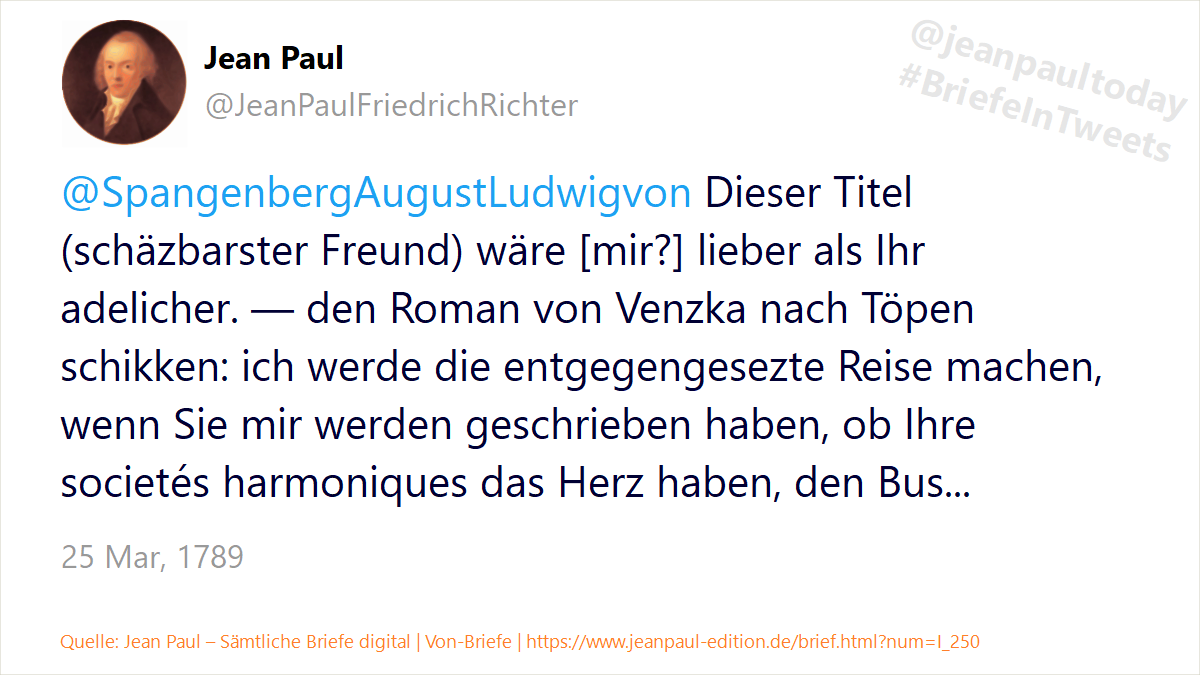 Jean Paul
@JeanPaulFriedrichRichter
@jeanpaultoday
#BriefeInTweets
@SpangenbergAugustLudwigvon Dieser Titel
(schäzbarster Freund) wäre [mir?] lieber als Ihr
adelicher. — den Roman von Venzka nach Töpen
schikken: ich werde die entgegengesezte Reise machen,
wenn Sie mir werden geschrieben haben, ob Ihre
societés harmoniques das Herz haben, den Bus...
25 Mar, 1789
Quelle: Jean Paul – Sämtliche Briefe digital | Von-Briefe | https://www.jeanpaul-edition.de/brief.html?num=I_250